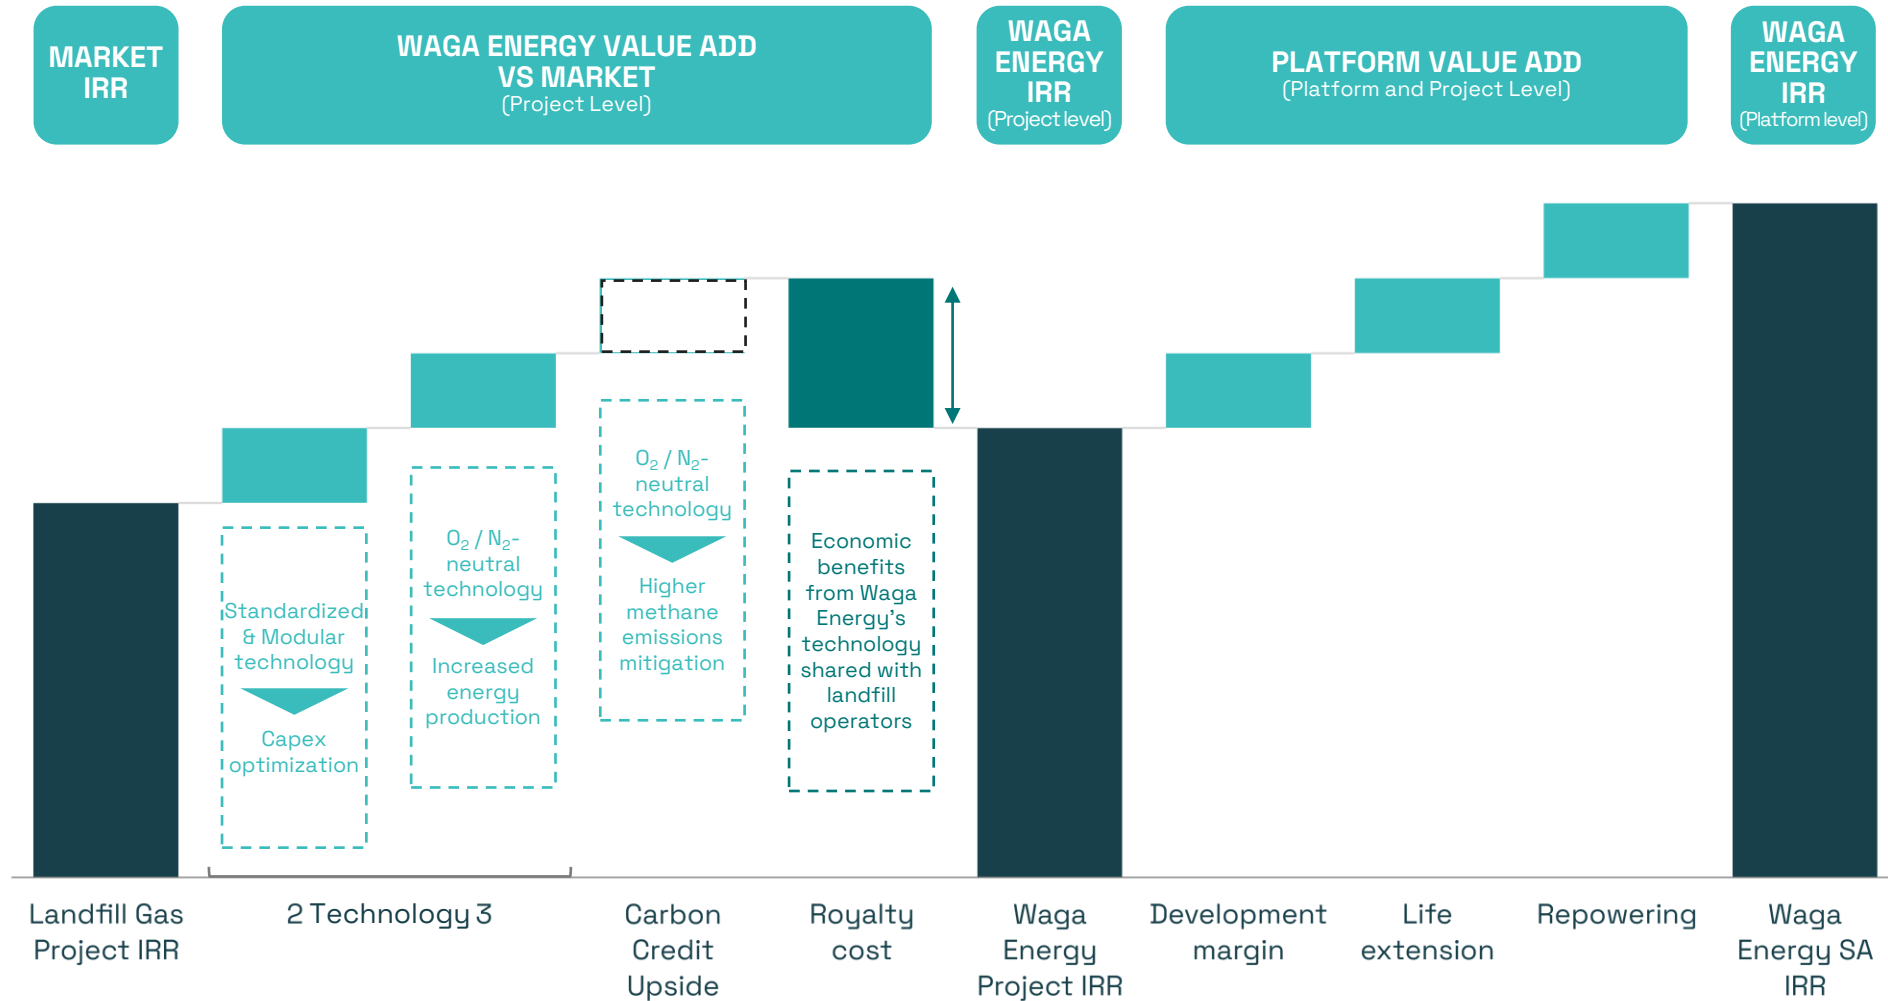 MARKET
IRR
WAGA ENERGY VALUE ADD
VS MARKET
(Project Level)
WAGA
ENERGY
IRR
(Project level)
PLATFORM VALUE ADD
(Platform and Project Level)
WAGA
ENERGY
IRR
(Platform level)
Standardized
& Modular
technology
Capex
optimization
O₂ / N₂-
neutral
technology
Increased
energy
production
O₂ / N₂-
neutral
technology
Higher
methane
emissions
mitigation
Economic
benefits
from Waga
Energy’s
technology
shared with
landfill
operators
Landfill Gas
Project IRR
2 Technology 3
Carbon
Credit
Upside
Royalty
cost
Waga
Energy
Project IRR
Development
margin
Life
extension
Repowering
Waga
Energy SA
IRR